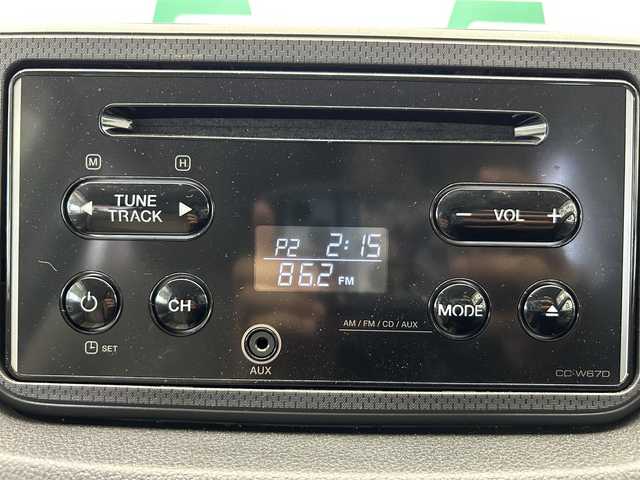 M H
TUNE
TRACK
- VOL +
P2 2:15
86.2 FM
CH
MODE
AM / FM / CD / AUX
SET
AUX
CC-W67D